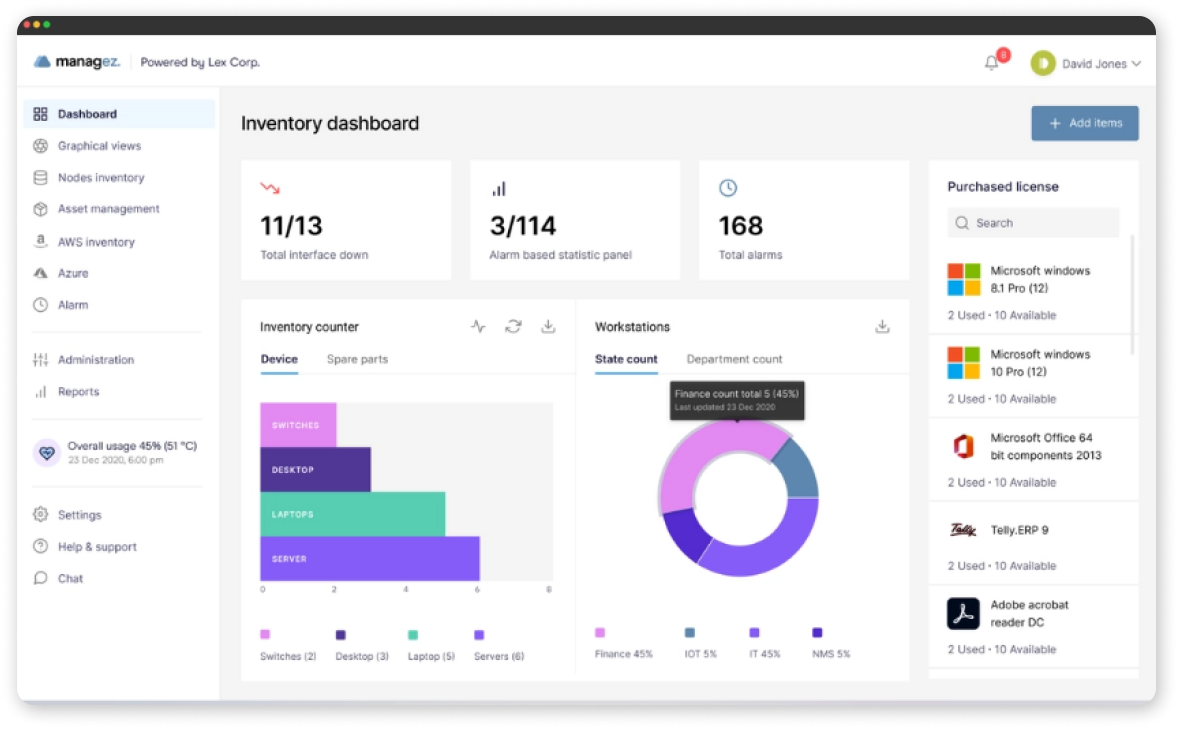 managez. Powered by Lex Corp.
8
David Jones
Dashboard
Graphical views
Nodes inventory
Asset management
AWS inventory
Azure
Alarm
Administration
Reports
Overall usage 45% (51 °C)
23 Dec 2020, 6:00 pm
Settings
Help & support
Chat
Inventory dashboard
+ Add items
11/13
Total interface down
3/114
Alarm based statistic panel
168
Total alarms
Inventory counter
Device Spare parts
SWITCHES
DESKTOP
LAPTOPS
SERVER
0 2 4 6 8
Switches (2) Desktop (3) Laptop (5) Servers (6)
Workstations
State count Department count
Finance count total 5 (45%)
Last updated 23 Dec 2020
Finance 45% IOT 5% IT 45% NMS 5%
Purchased license
Search
Microsoft windows
8.1 Pro (12)
2 Used · 10 Available
Microsoft windows
10 Pro (12)
2 Used · 10 Available
Microsoft Office 64
bit components 2013
2 Used · 10 Available
Tally
Telly.ERP 9
2 Used · 10 Available
Adobe acrobat
reader DC
2 Used · 10 Available